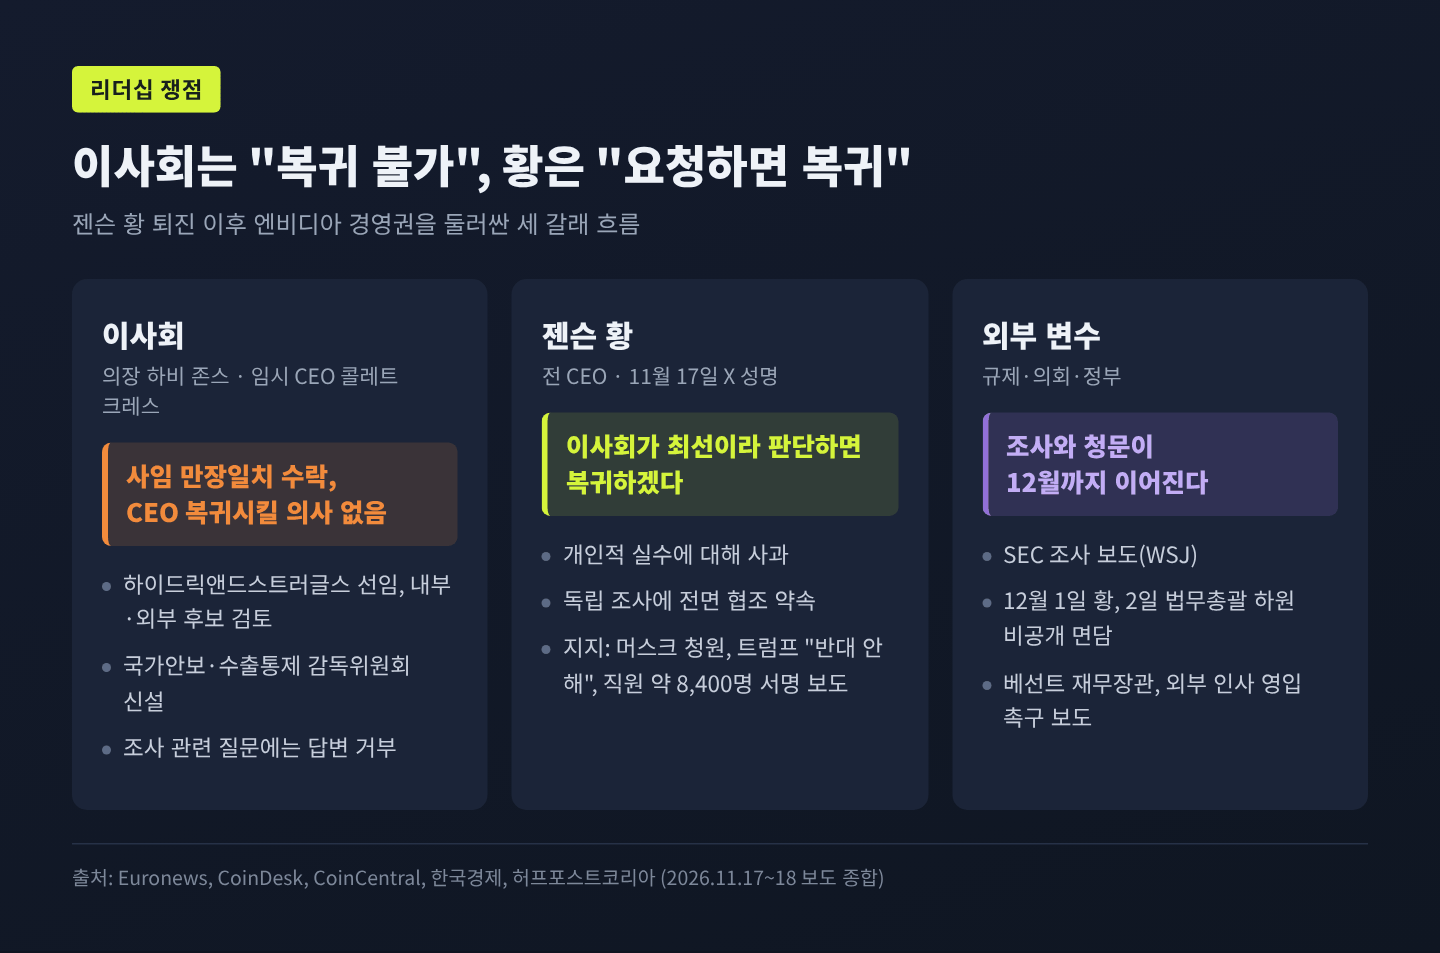 리더십 쟁점
이사회는 "복귀 불가", 황은 "요청하면 복귀"
젠슨 황 퇴진 이후 엔비디아 경영권을 둘러싼 세 갈래 흐름
이사회
의장 하비 존스 · 임시 CEO 콜레트
크레스
사임 만장일치 수락,
CEO 복귀시킬 의사 없음
하이드릭앤드스트러글스 선임, 내부
·외부 후보 검토
국가안보·수출통제 감독위원회
신설
조사 관련 질문에는 답변 거부
젠슨 황
전 CEO · 11월 17일 X 성명
이사회가 최선이라 판단하면
복귀하겠다
개인적 실수에 대해 사과
독립 조사에 전면 협조 약속
지지: 머스크 청원, 트럼프 "반대 안
해", 직원 약 8,400명 서명 보도
외부 변수
규제·의회·정부
조사와 청문이
12월까지 이어진다
SEC 조사 보도(WSJ)
12월 1일 황, 2일 법무총괄 하원
비공개 면담
베선트 재무장관, 외부 인사 영입
촉구 보도
출처: Euronews, CoinDesk, CoinCentral, 한국경제, 허프포스트코리아 (2026.11.17~18 보도 종합)